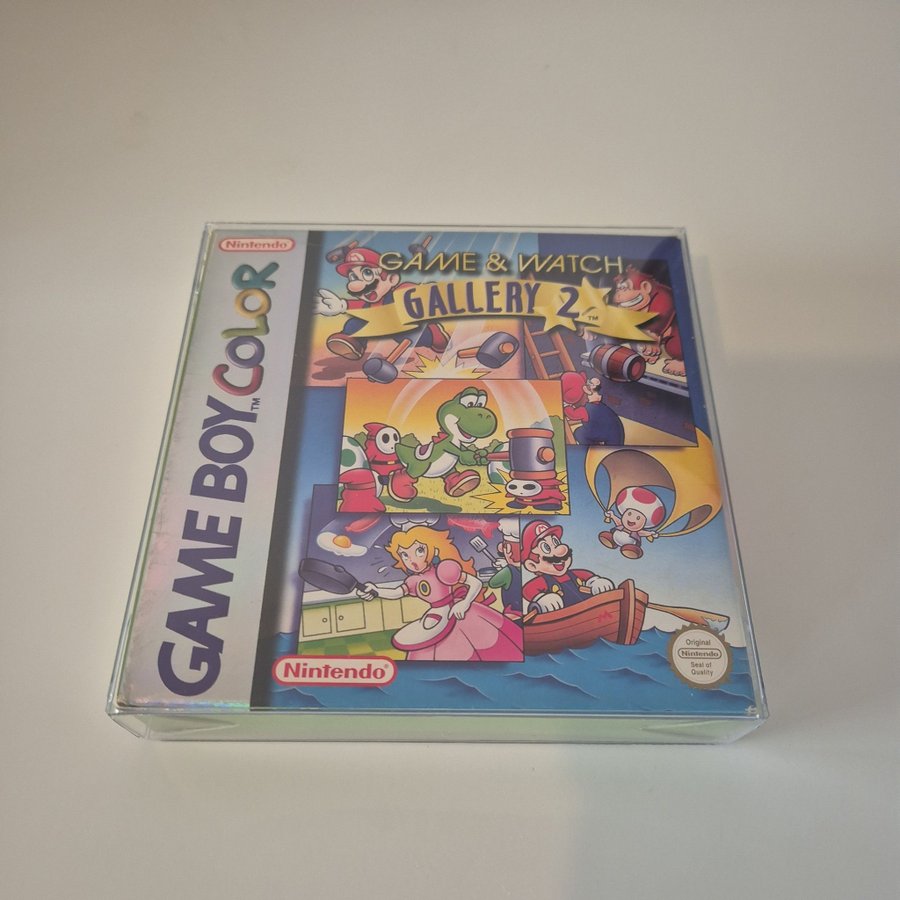 Nintendo
GAME BOY COLOR
TM
GAME & WATCH
GALLERY 2
TM
Nintendo®
Original
Nintendo
Seal of
Quality